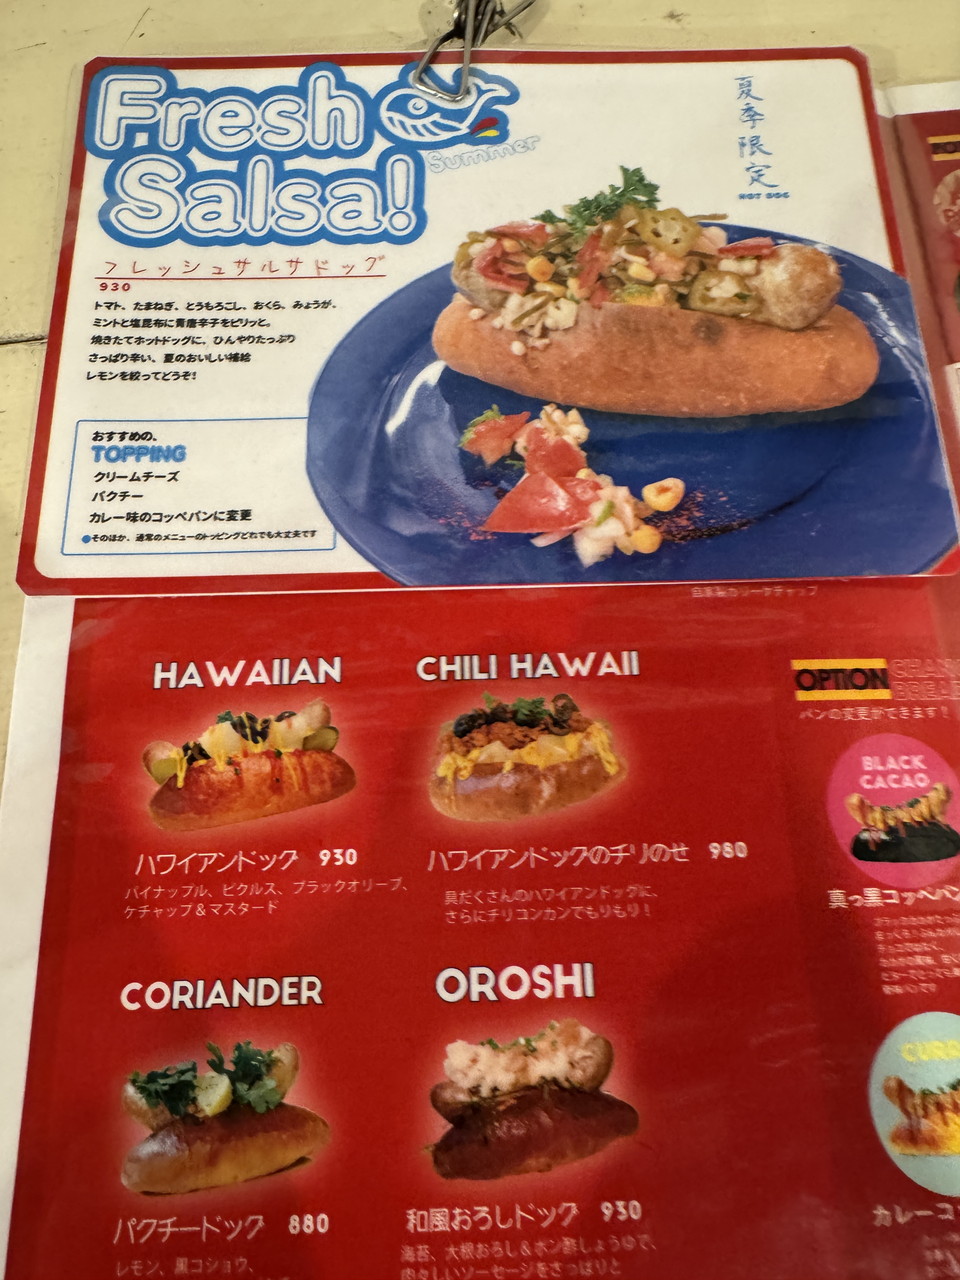 Fresh
Salsa!
Summer
夏季限定
HOT DOG
フレッシュサルサドッグ
930
トマト、たまねぎ、とうもろこし、おくら、みょうが、
ミントと塩昆布に青唐辛子をピリッと。
焼きたてホットドッグに、ひんやりたっぷり
さっぱり辛い、夏のおいしい補給
レモンを絞ってどうぞ!
おすすめの、
TOPPING
クリームチーズ
パクチー
カレー味のコッペパンに変更
●そのほか、通常のメニューのトッピングどれでも大丈夫です
HAWAIIAN
ハワイアンドッグ 930
パイナップル、ピクルス、ブラックオリーブ、
ケチャップ&マスタード
CHILI HAWAII
ハワイアンドッグのチリのせ 980
具だくさんのハワイアンドッグに、
さらにチリコンカンでもりもり!
CORIANDER
パクチードッグ 880
レモン、黒コショウ、
OROSHI
和風おろしドッグ 930
海苔、大根おろし&ポン酢しょうゆで、
肉々しいソーセージをさっぱりと
OPTION
パンの変更ができます!
BLACK
CACAO
真っ黒コッペパン